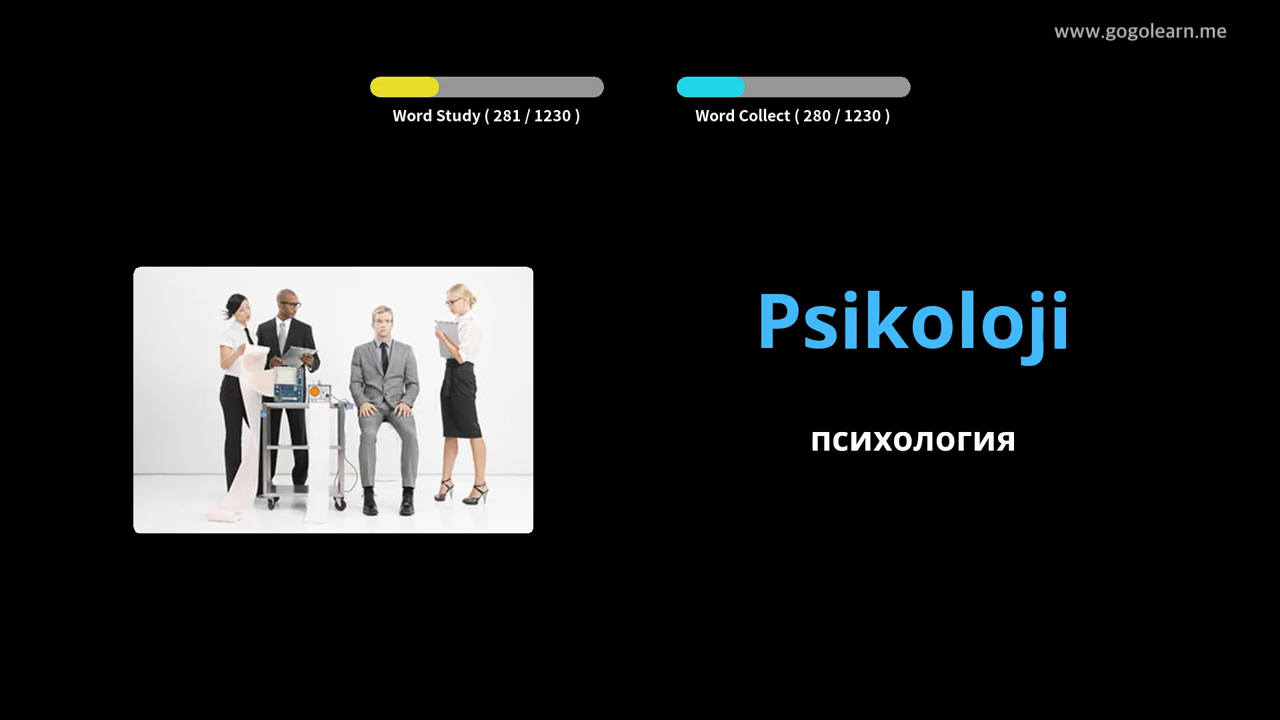 www.gogolearn.me
Word Study ( 281 / 1230 )
Word Collect ( 280 / 1230 )
Psikoloji
психология